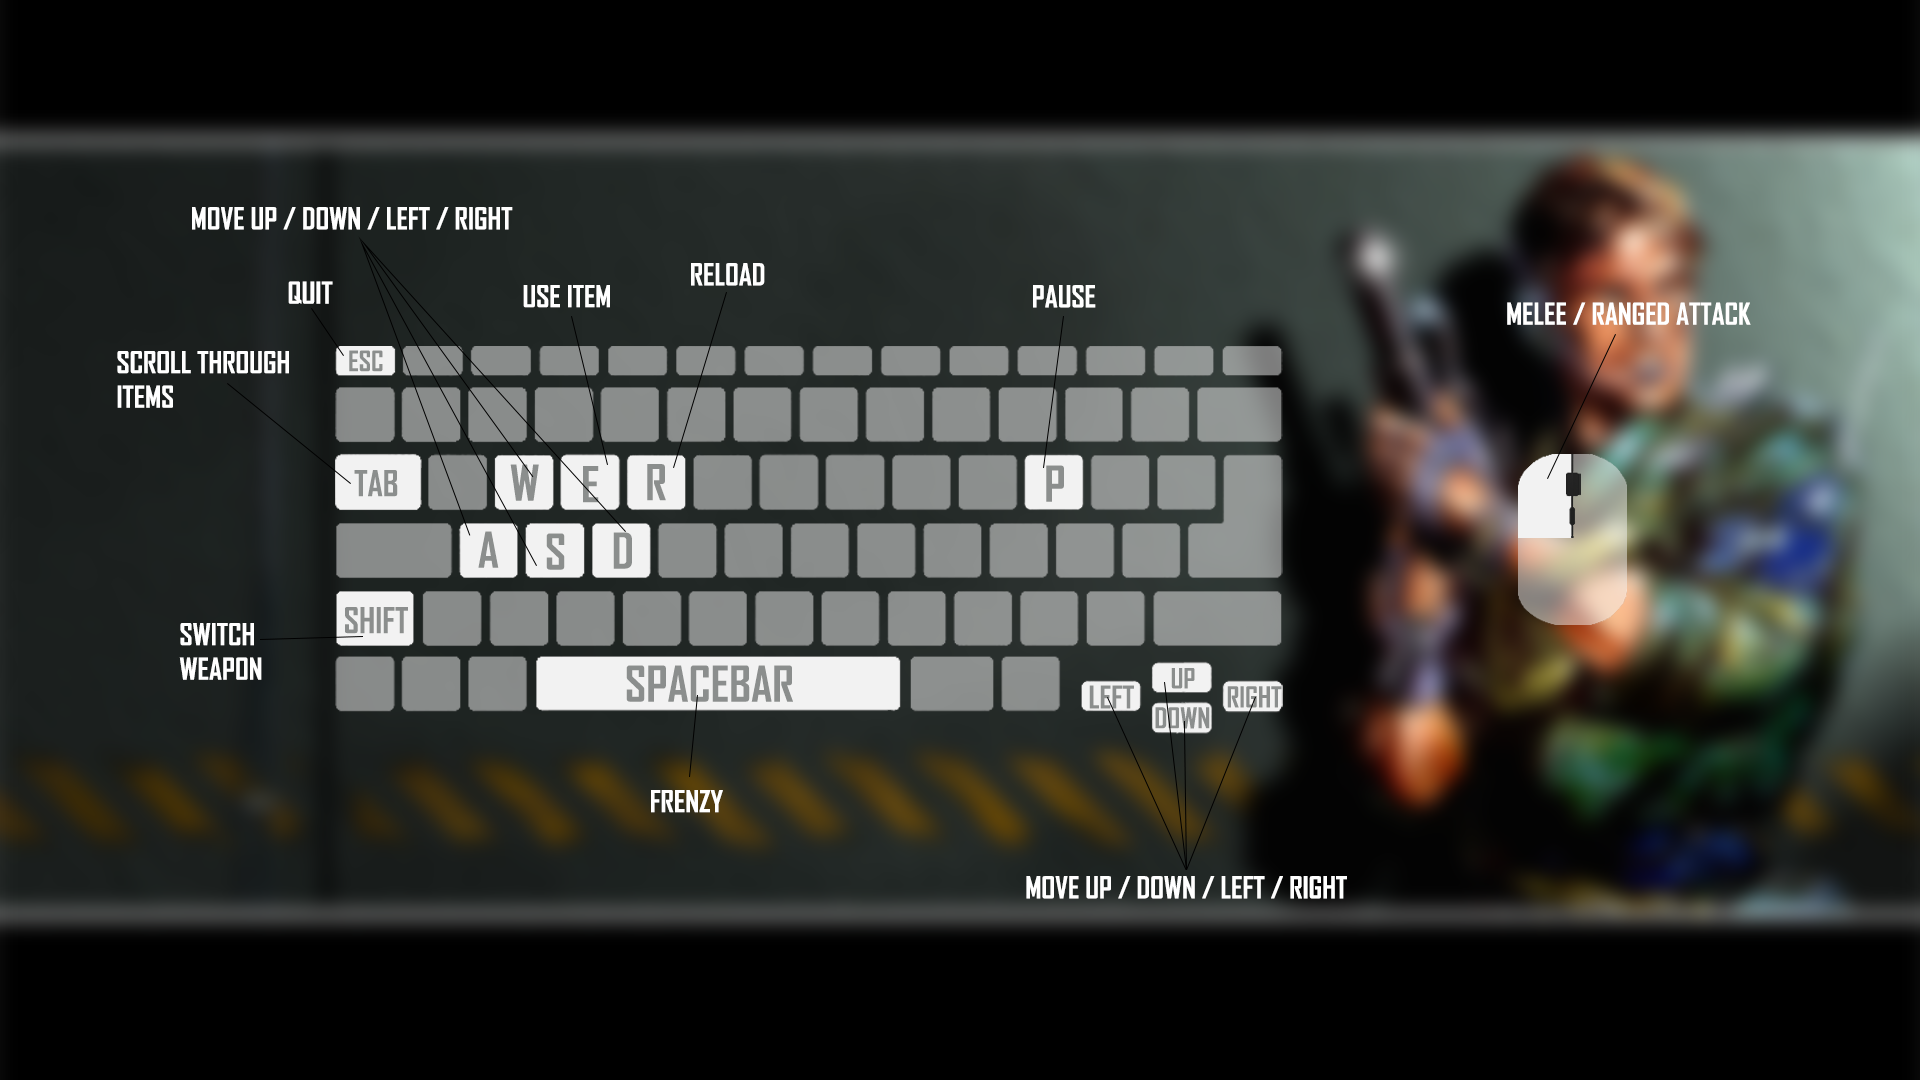 MOVE UP / DOWN / LEFT / RIGHT
QUIT
USE ITEM
RELOAD
PAUSE
MELEE / RANGED ATTACK
SCROLL THROUGH
ITEMS
ESC
TAB
W
E
R
P
A
S
D
SHIFT
SWITCH
WEAPON
SPACEBAR
LEFT
UP
DOWN
RIGHT
FRENZY
MOVE UP / DOWN / LEFT / RIGHT